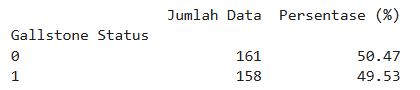 Jumlah Data Persentase (%)
Gallstone Status
0 161 50.47
1 158 49.53